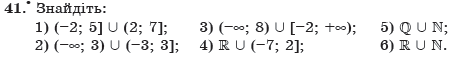 41.• Знайдіть:
1) (−2; 5] ∪ (2; 7]; 3) (−∞; 8) ∪ [−2; +∞); 5) ℚ ∪ ℕ;
2) (−∞; 3) ∪ (−3; 3]; 4) ℝ ∪ (−7; 2]; 6) ℝ ∪ ℕ.